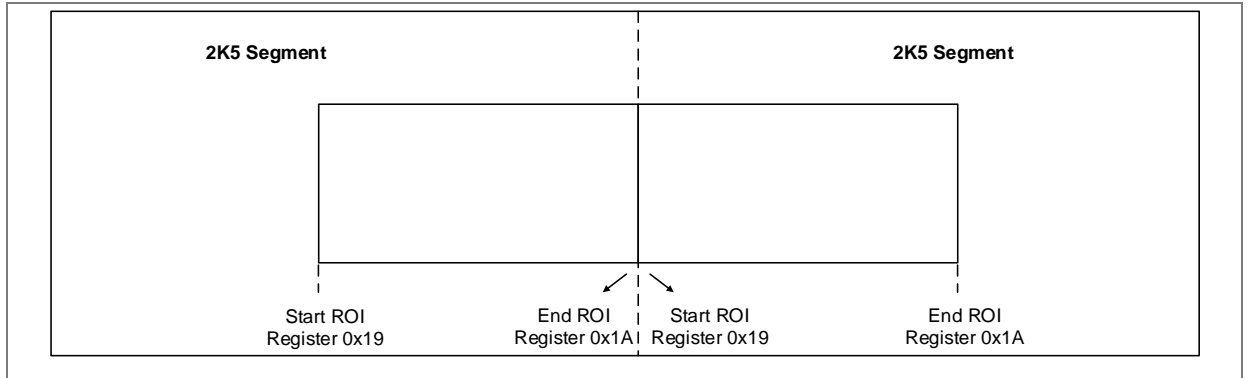 2K5 Segment
2K5 Segment
Start ROI
Register 0x19
End ROI
Register 0x1A
Start ROI
Register 0x19
End ROI
Register 0x1A